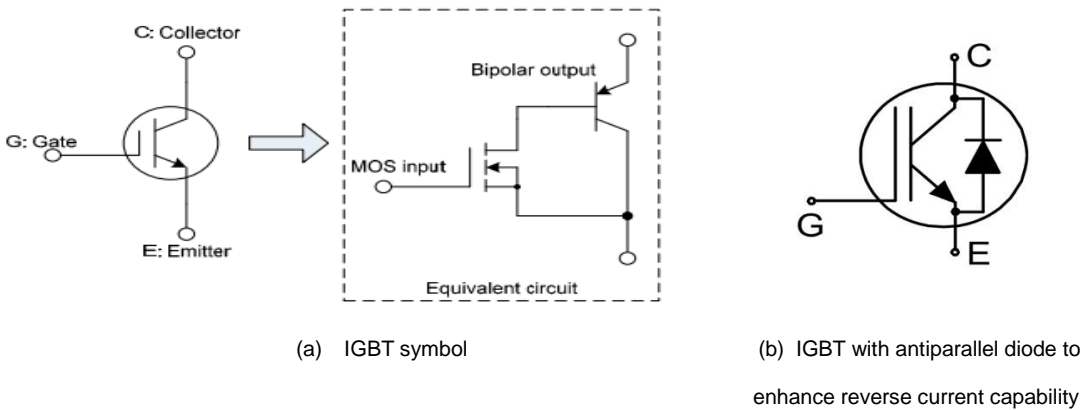 C: Collector
G: Gate
E: Emitter
Bipolar output
MOS input
Equivalent circuit
C
G
E
(a) IGBT symbol
(b) IGBT with antiparallel diode to
enhance reverse current capability